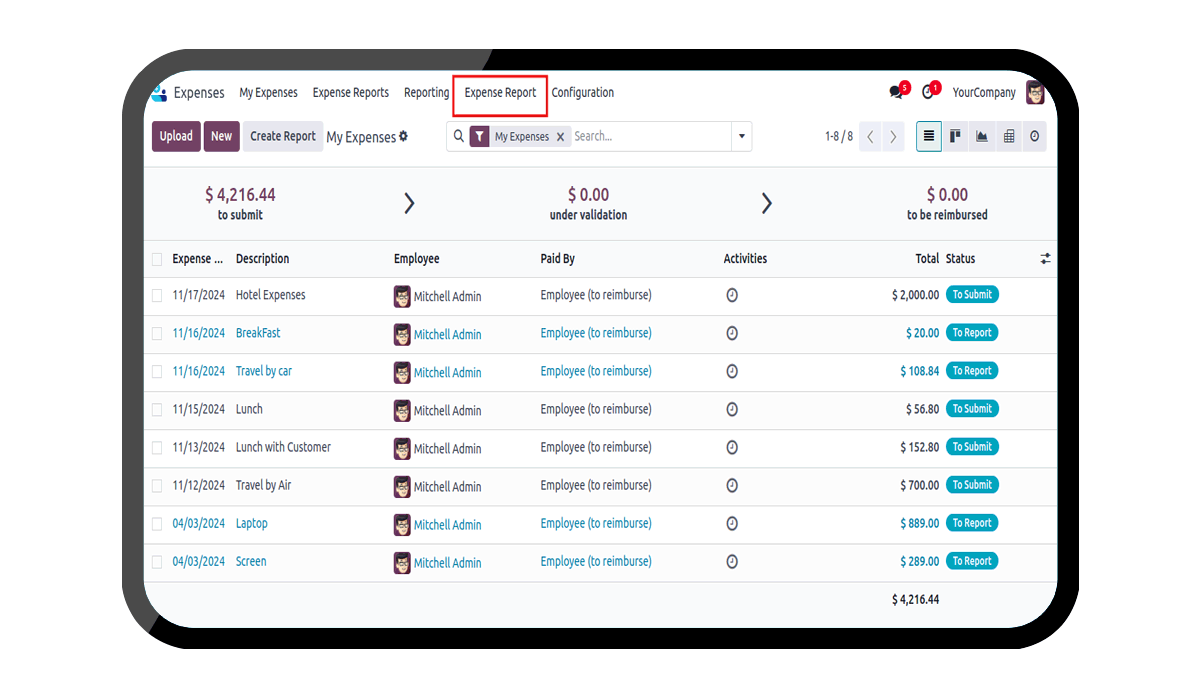 Expenses My Expenses Expense Reports Reporting Expense Report Configuration 5 1 YourCompany
Upload New Create Report My Expenses My Expenses Search... 1-8 / 8
$ 4,216.44 $ 0.00 $ 0.00
to submit under validation to be reimbursed
Expense ... Description Employee Paid By Activities Total Status
11/17/2024 Hotel Expenses Mitchell Admin Employee (to reimburse) $ 2,000.00 To Submit
11/16/2024 BreakFast Mitchell Admin Employee (to reimburse) $ 20.00 To Report
11/16/2024 Travel by car Mitchell Admin Employee (to reimburse) $ 108.84 To Report
11/15/2024 Lunch Mitchell Admin Employee (to reimburse) $ 56.80 To Submit
11/13/2024 Lunch with Customer Mitchell Admin Employee (to reimburse) $ 152.80 To Submit
11/12/2024 Travel by Air Mitchell Admin Employee (to reimburse) $ 700.00 To Submit
04/03/2024 Laptop Mitchell Admin Employee (to reimburse) $ 889.00 To Report
04/03/2024 Screen Mitchell Admin Employee (to reimburse) $ 289.00 To Report
$ 4,216.44